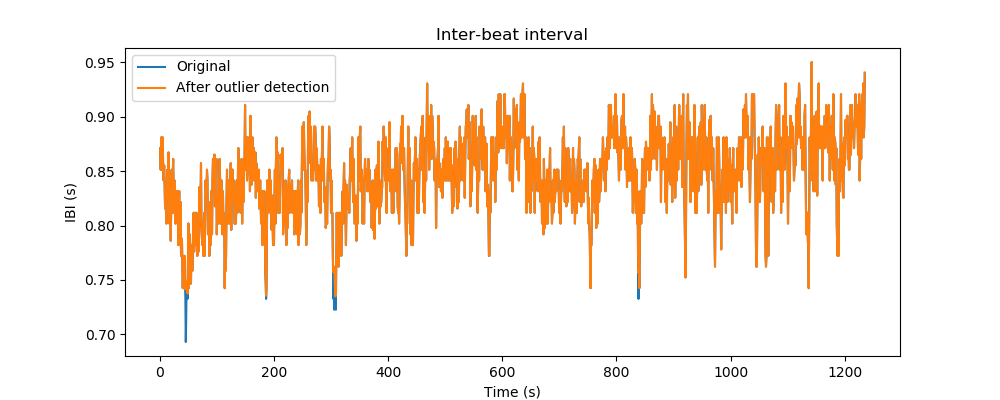 Inter-beat interval
Original
After outlier detection
IBI (s)
0.95
0.90
0.85
0.80
0.75
0.70
0 200 400 600 800 1000 1200
Time (s)